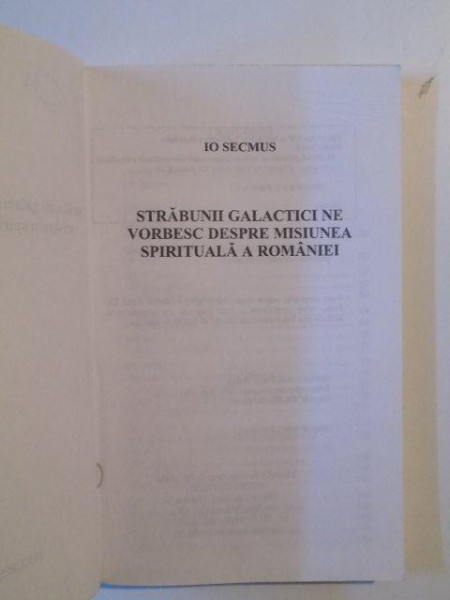 IO SECMUS
STRĂBUNII GALACTICI NE
VORBESC DESPRE MISIUNEA
SPIRITUALĂ A ROMÂNIEI